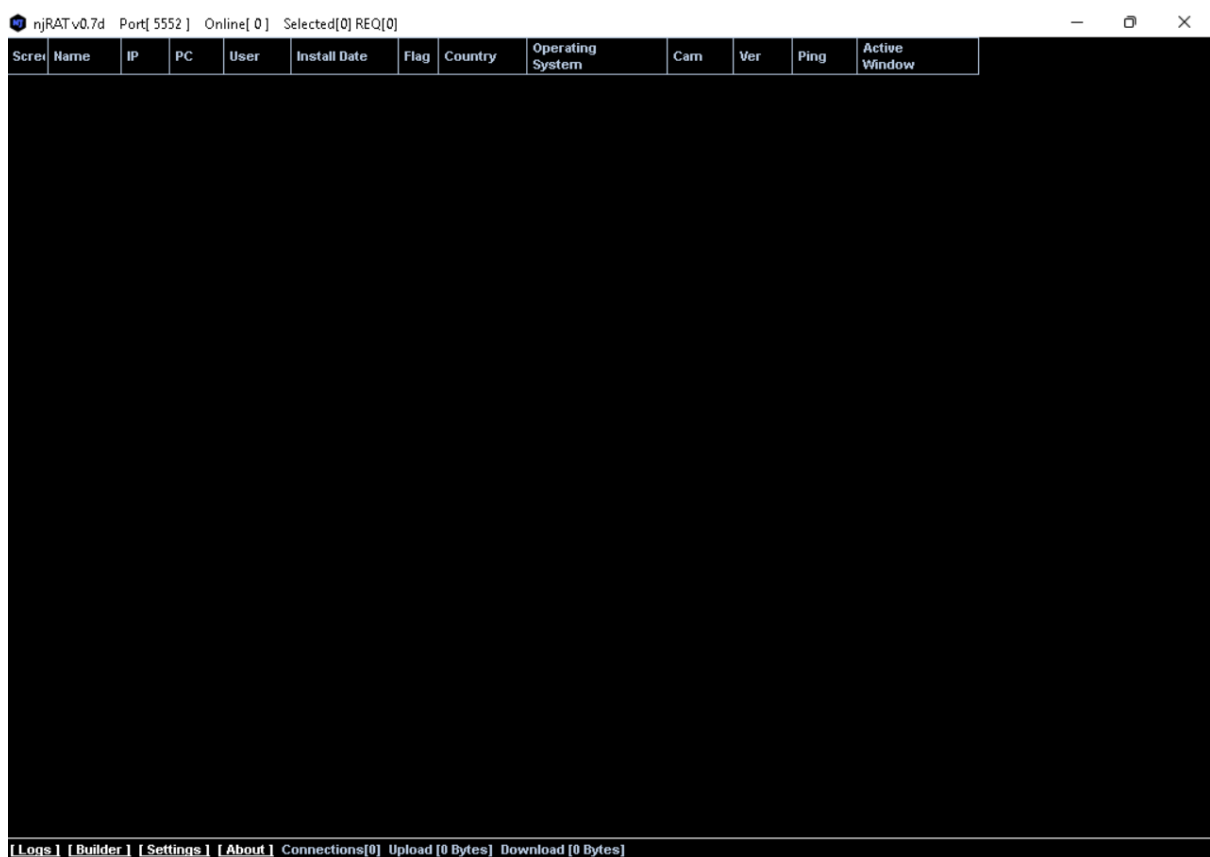 njRAT v0.7d Port[ 5552 ] Online[ 0 ] Selected[0] REQ[0]
Name IP PC User Install Date Flag Country Operating System Cam Ver Ping Active Window
[ Logs ] [ Builder ] [ Settings ] [ About ] Connections[0] Upload [0 Bytes] Download [0 Bytes]